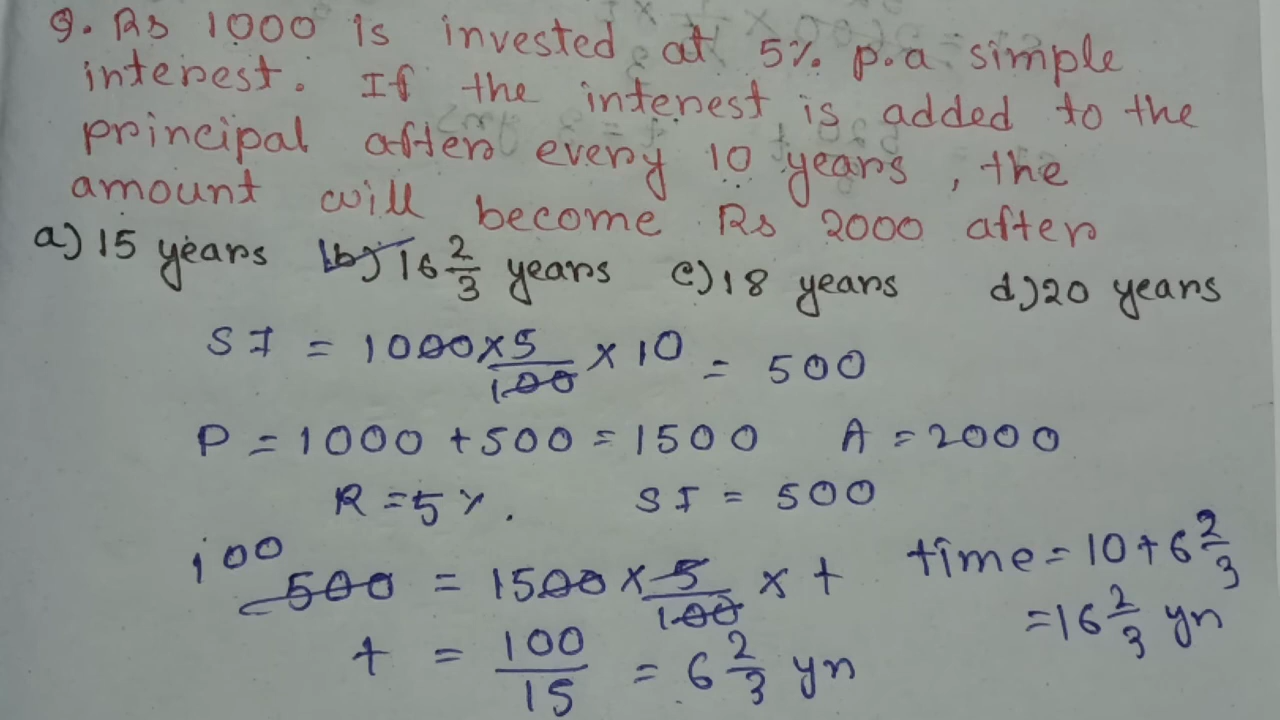 9. Rs 1000 is invested at 5% p.a simple
interest. If the interest is added to the
principal after every 10 years, the
amount will become Rs 2000 after
a) 15 years b) 16 2/3 years c) 18 years d) 20 years
SI = 1000 × 5/100 × 10 = 500
P = 1000 + 500 = 1500 A = 2000
R = 5%. SI = 500
100
500 = 1500 × 5/100 × t time = 10 + 6 2/3
t = 100/15 = 6 2/3 yr = 16 2/3 yr